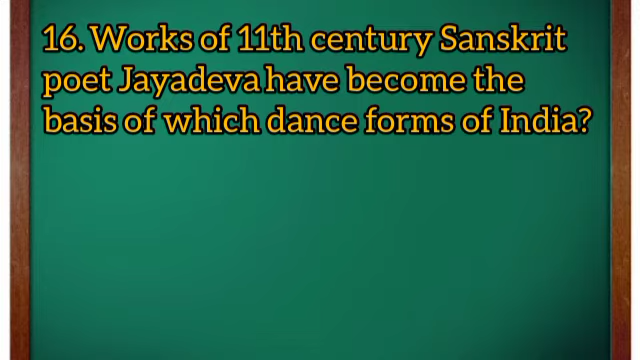 16. Works of 11th century Sanskrit
poet Jayadeva have become the
basis of which dance forms of India?